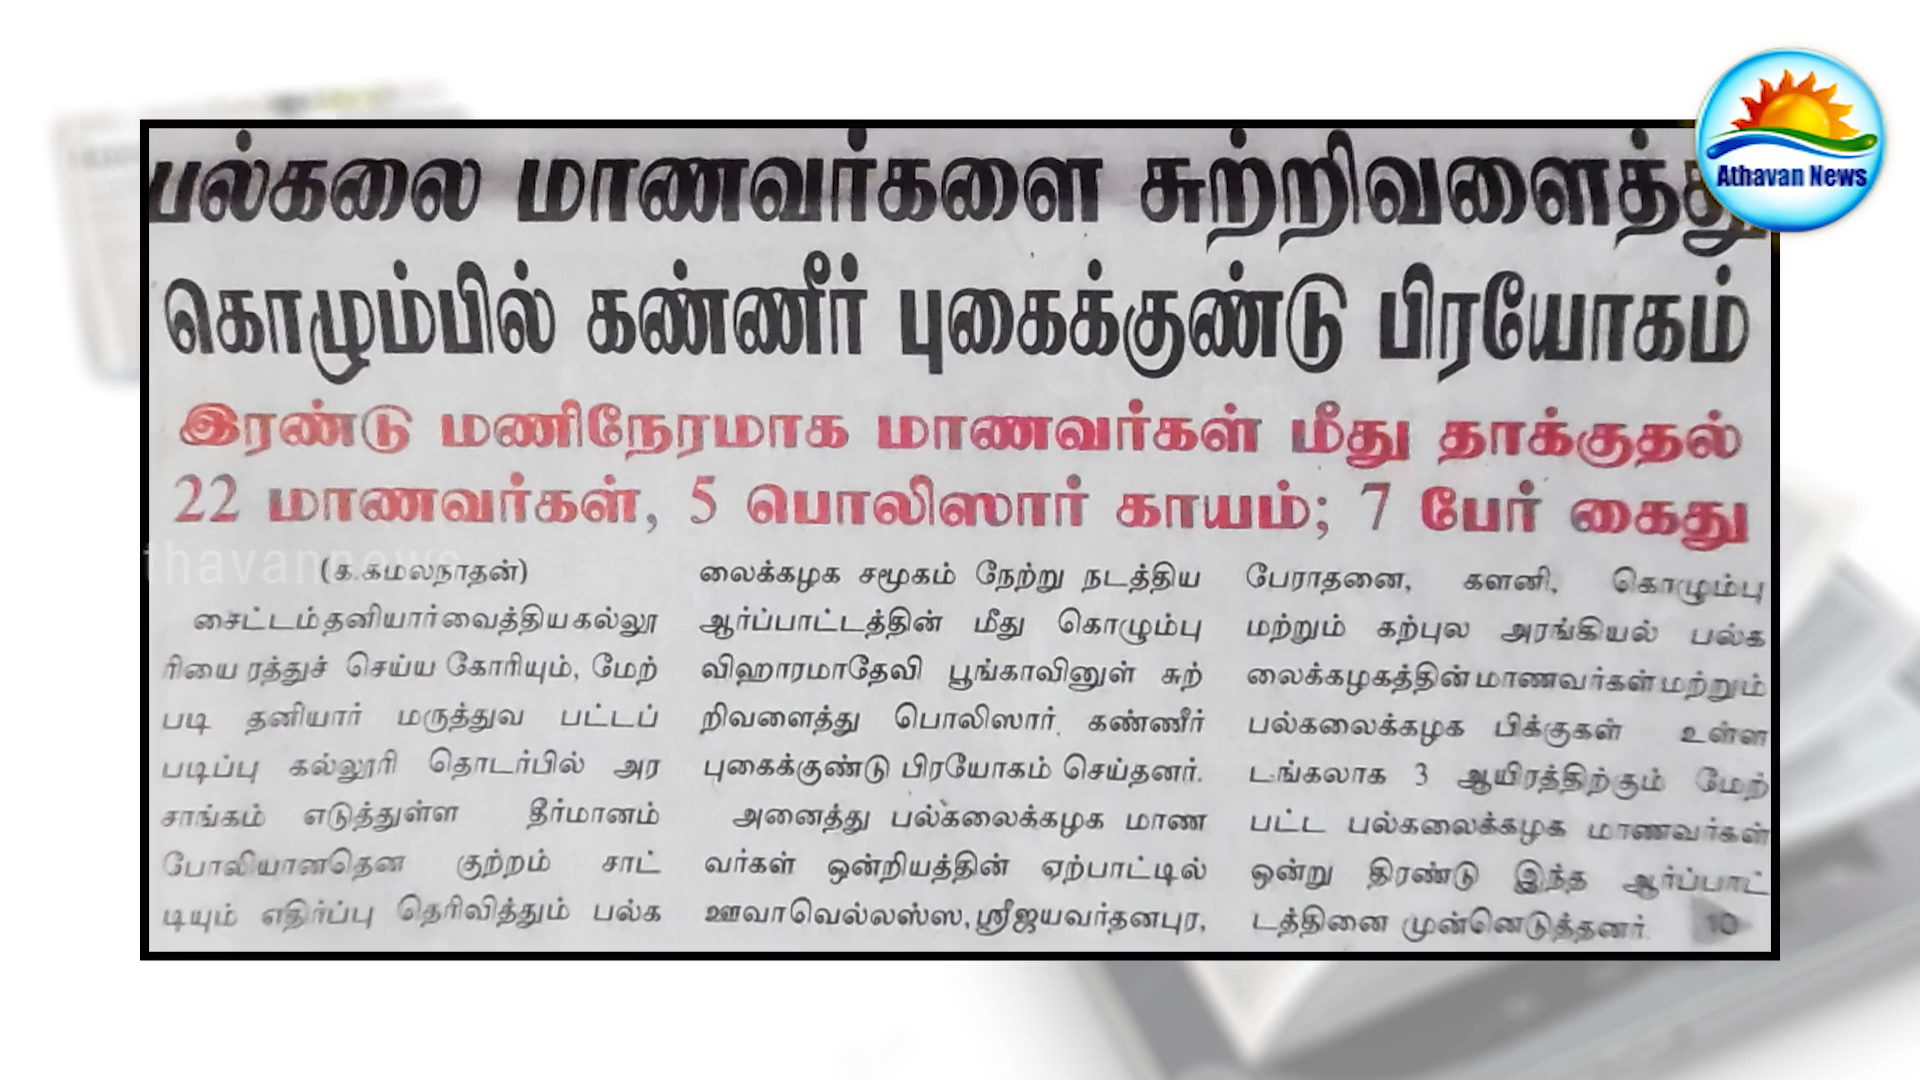 Athavan News
பல்கலை மாணவர்களை சுற்றிவளைத்து
கொழும்பில் கண்ணீர் புகைக்குண்டு பிரயோகம்
இரண்டு மணிநேரமாக மாணவர்கள் மீது தாக்குதல்
22 மாணவர்கள், 5 பொலிஸார் காயம்; 7 பேர் கைது
thavannews
(க.கமலநாதன்)
சைட்டம் தனியார் வைத்திய கல்லூ
ரியை ரத்துச் செய்ய கோரியும், மேற்
படி தனியார் மருத்துவ பட்டப்
படிப்பு கல்லூரி தொடர்பில் அர
சாங்கம் எடுத்துள்ள தீர்மானம்
போலியானதென குற்றம் சாட்
டியும் எதிர்ப்பு தெரிவித்தும் பல்க
லைக்கழக சமூகம் நேற்று நடத்திய
ஆர்ப்பாட்டத்தின் மீது கொழும்பு
விஹாரமாதேவி பூங்காவினுள் சுற்
றிவளைத்து பொலிஸார் கண்ணீர்
புகைக்குண்டு பிரயோகம் செய்தனர்.
அனைத்து பல்கலைக்கழக மாண
வர்கள் ஒன்றியத்தின் ஏற்பாட்டில்
ஊவாவெல்லஸ்ஸ, ஸ்ரீஜயவர்தனபுர,
பேராதனை, களனி, கொழும்பு
மற்றும் கற்புல அரங்கியல் பல்க
லைக்கழகத்தின் மாணவர்கள் மற்றும்
பல்கலைக்கழக பிக்குகள் உள்ள
டங்கலாக 3 ஆயிரத்திற்கும் மேற்
பட்ட பல்கலைக்கழக மாணவர்கள்
ஒன்று திரண்டு இந்த ஆர்ப்பாட்
டத்தினை முன்னெடுத்தனர். 10